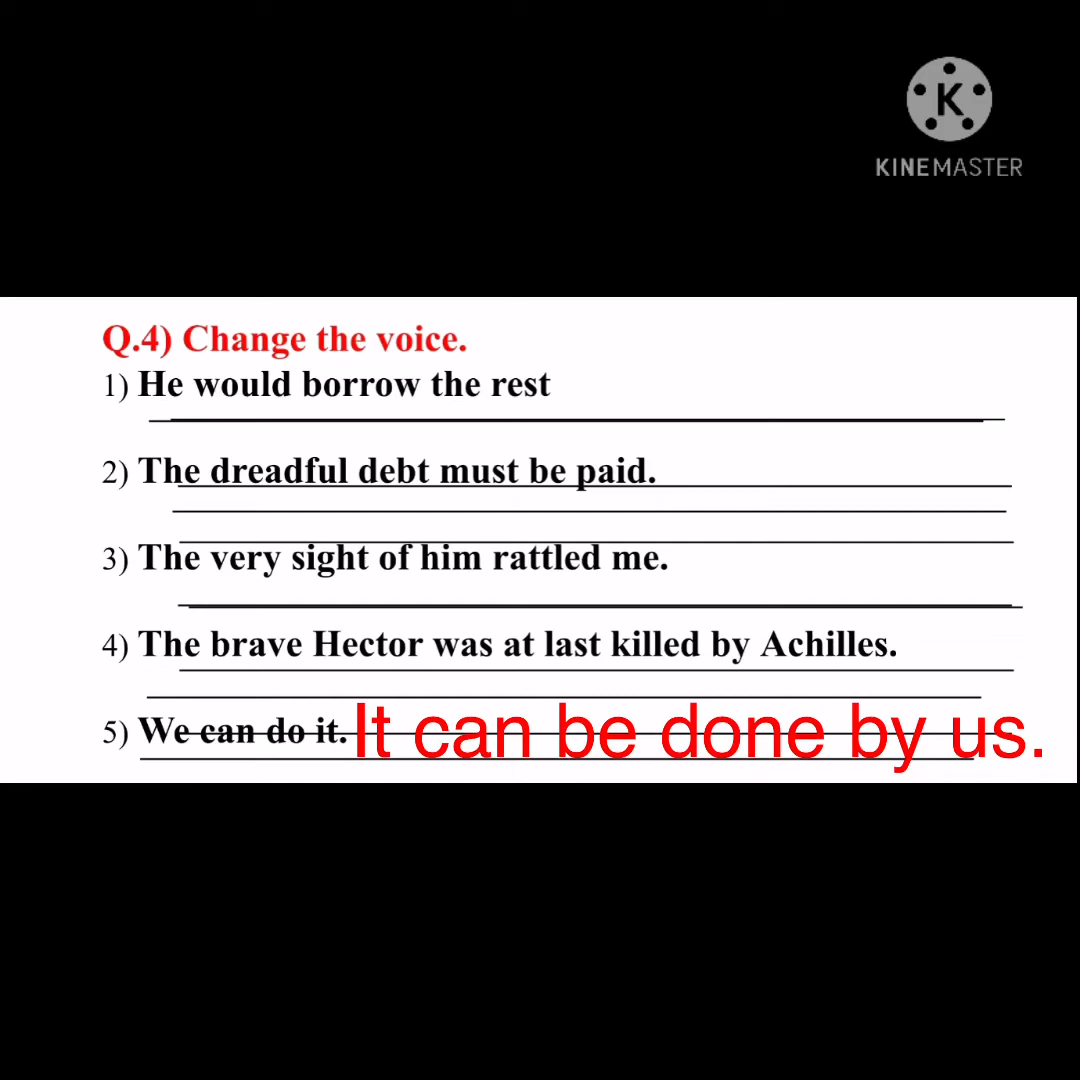 KINEMASTER
Q.4) Change the voice.
1) He would borrow the rest
2) The dreadful debt must be paid.
3) The very sight of him rattled me.
4) The brave Hector was at last killed by Achilles.
5) We can do it. It can be done by us.